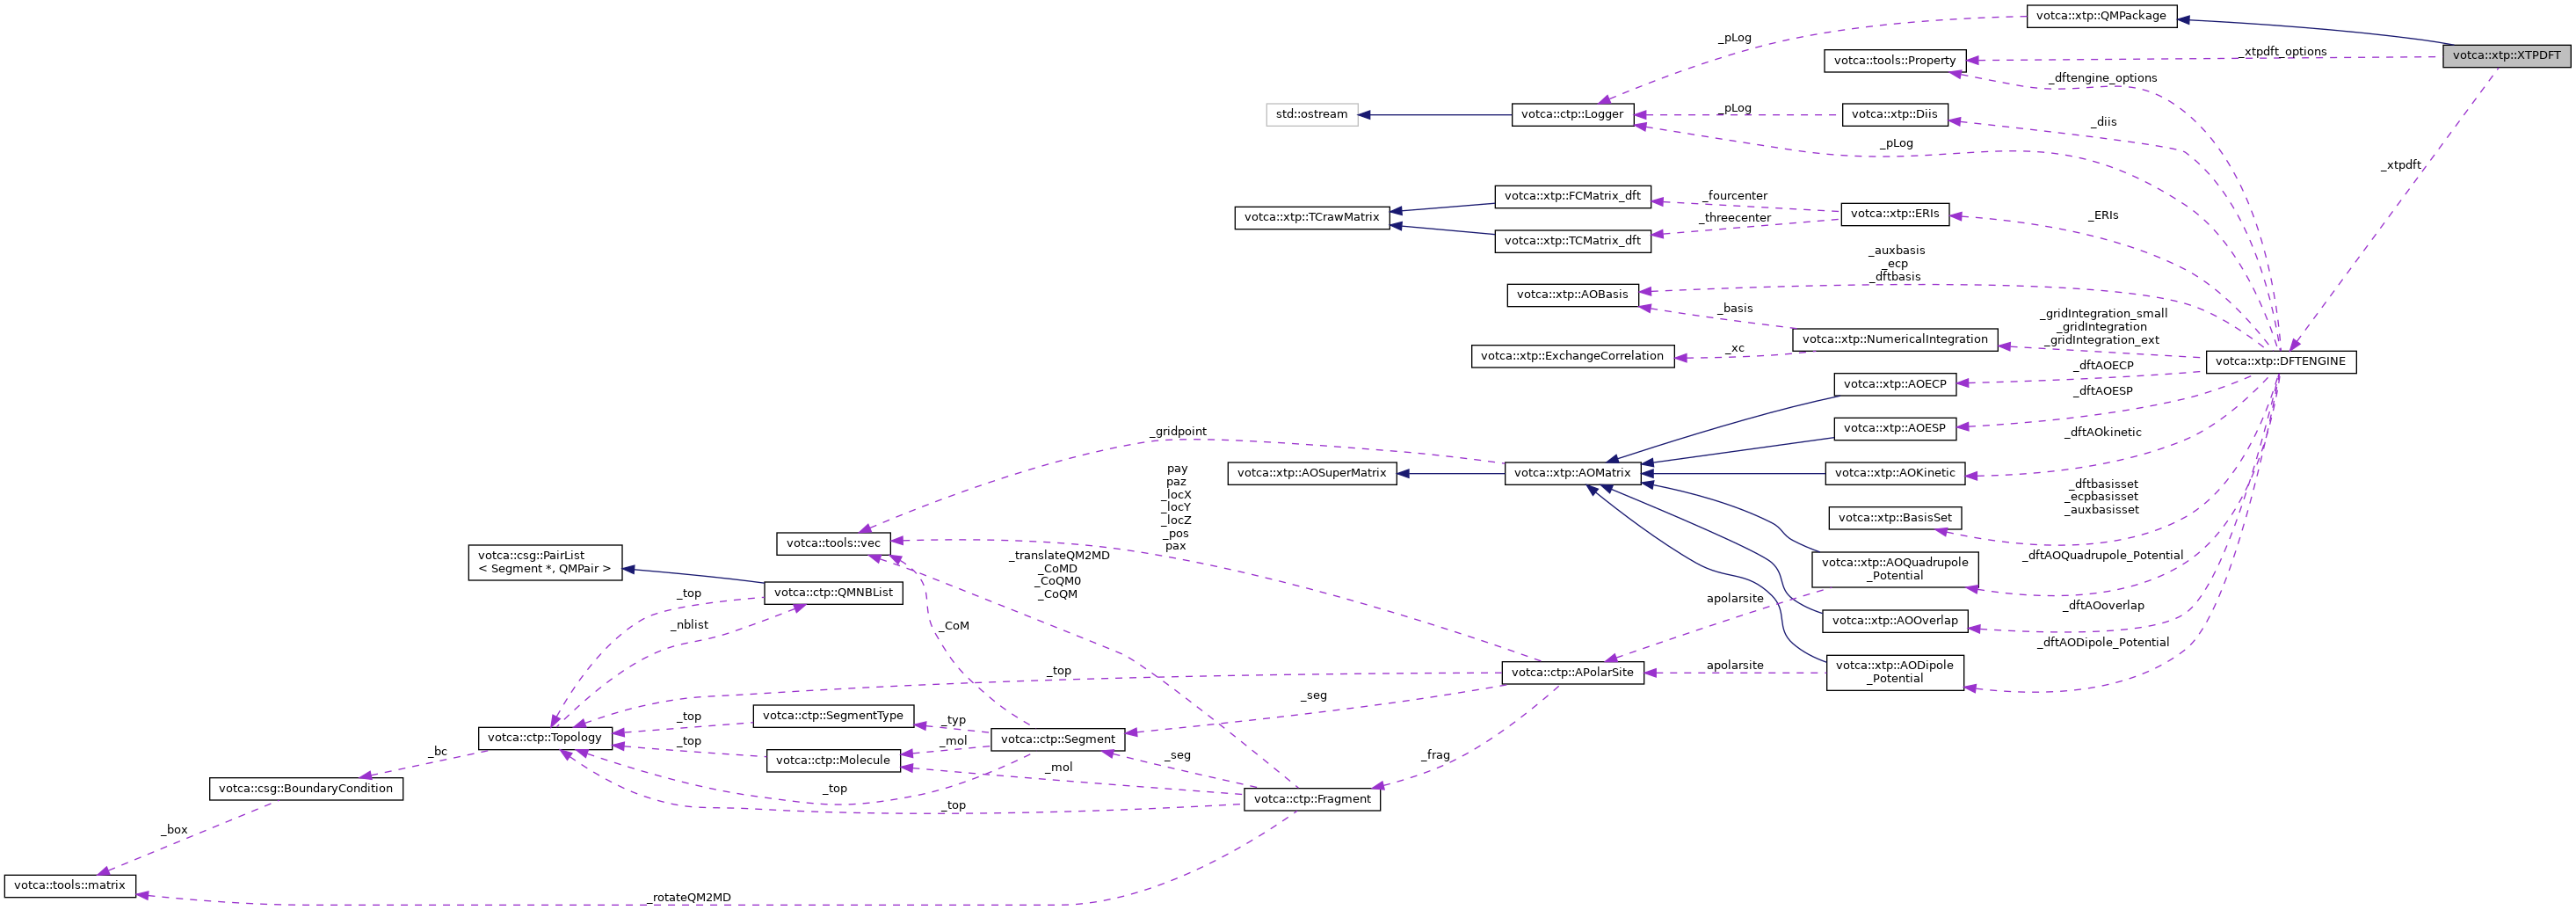 votca::xtp::QMPackage
_pLog
_xtpdft_options
votca::xtp::XTPDFT
votca::tools::Property
_dftengine_options
std::ostream
votca::ctp::Logger
_pLog
votca::xtp::Diis
_diis
_pLog
_xtpdft
votca::xtp::FCMatrix_dft
_fourcenter
votca::xtp::TCrawMatrix
votca::xtp::ERIs
_ERIs
_threecenter
votca::xtp::TCMatrix_dft
_auxbasis
_ecp
_dftbasis
votca::xtp::AOBasis
_basis
_gridIntegration_small
_gridIntegration
_gridIntegration_ext
votca::xtp::NumericalIntegration
votca::xtp::ExchangeCorrelation
_xc
votca::xtp::DFTENGINE
_dftAOECP
votca::xtp::AOECP
_dftAOESP
votca::xtp::AOESP
_gridpoint
_dftAOkinetic
votca::xtp::AOSuperMatrix
votca::xtp::AOMatrix
votca::xtp::AOKinetic
pay
paz
_locX
_locY
_locZ
_pos
pax
_dftbasisset
_ecpbasisset
_auxbasisset
votca::xtp::BasisSet
votca::tools::vec
votca::csg::PairList
< Segment *, QMPair >
_translateQM2MD
_CoMD
_CoQM0
_CoQM
_dftAOQuadrupole_Potential
votca::xtp::AOQuadrupole
_Potential
votca::ctp::QMNBList
_top
_nblist
_CoM
apolarsite
_dftAOoverlap
votca::xtp::AOOverlap
_dftAODipole_Potential
_top
votca::ctp::APolarSite
apolarsite
votca::xtp::AODipole
_Potential
_seg
votca::ctp::SegmentType
_top
_typ
votca::ctp::Topology
_top
_mol
votca::ctp::Segment
_bc
votca::ctp::Molecule
_seg
_frag
_mol
votca::csg::BoundaryCondition
_top
_top
votca::ctp::Fragment
_box
votca::tools::matrix
_rotateQM2MD